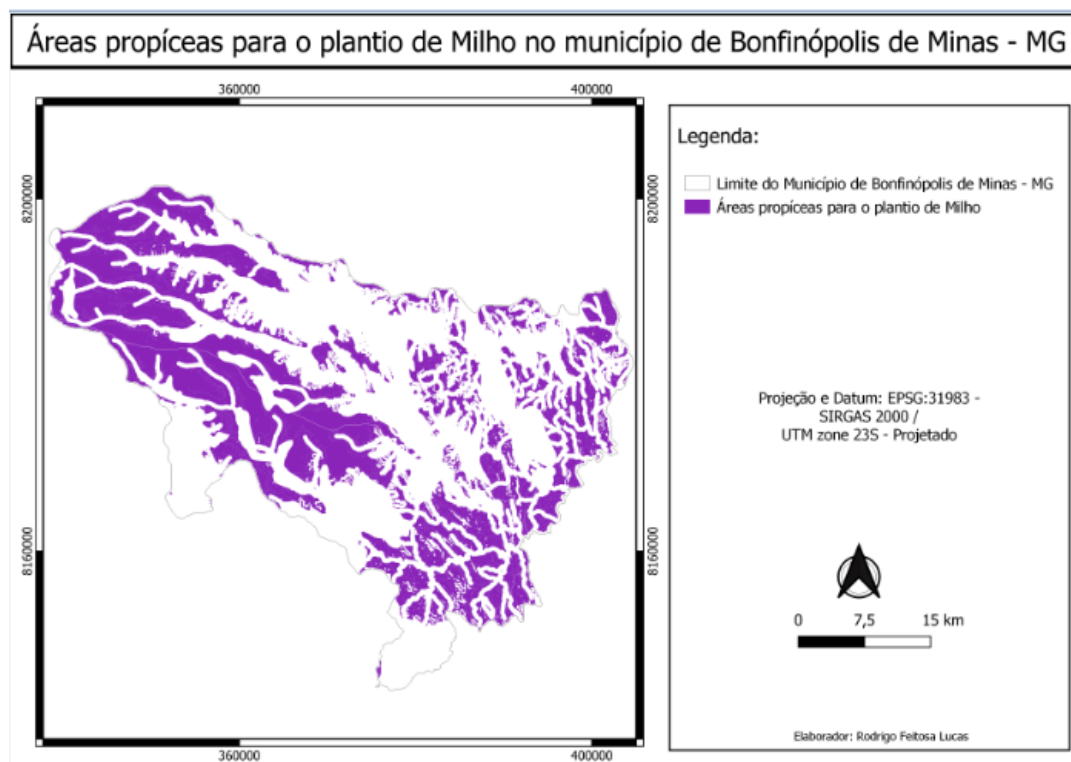 Áreas propíceas para o plantio de Milho no município de Bonfinópolis de Minas - MG
360000
400000
8200000
8200000
8160000
8160000
360000
400000
Legenda:
Limite do Município de Bonfinópolis de Minas - MG
Áreas propíceas para o plantio de Milho
Projeção e Datum: EPSG:31983 -
SIRGAS 2000 /
UTM zone 23S - Projetado
0 7,5 15 km
Elaborador: Rodrigo Feitosa Lucas